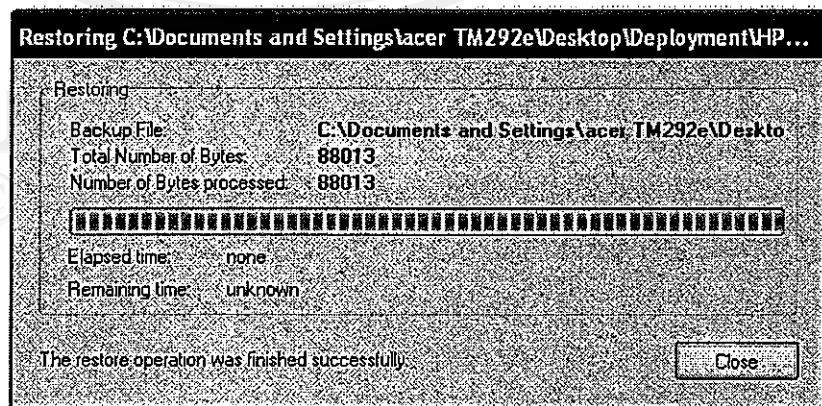 Restoring C:\Documents and Settings\acer TM292e\Desktop\Deployment\HP...
Restoring
Backup File: C:\Documents and Settings\acer TM292e\Deskto
Total Number of Bytes: 88013
Number of Bytes processed: 88013
Elapsed time: none
Remaining time: unknown
The restore operation was finished successfully.
Close